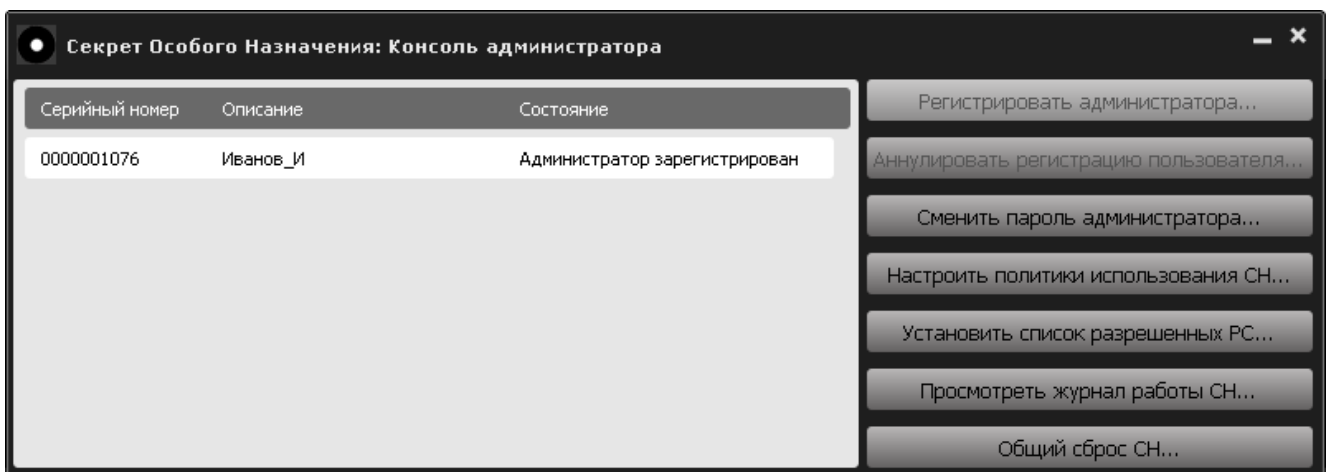 Секрет Особого Назначения: Консоль администратора
Серийный номер Описание Состояние
0000001076 Иванов_И Администратор зарегистрирован
Регистрировать администратора...
Аннулировать регистрацию пользователя...
Сменить пароль администратора...
Настроить политики использования СН...
Установить список разрешенных РС...
Просмотреть журнал работы СН...
Общий сброс СН...